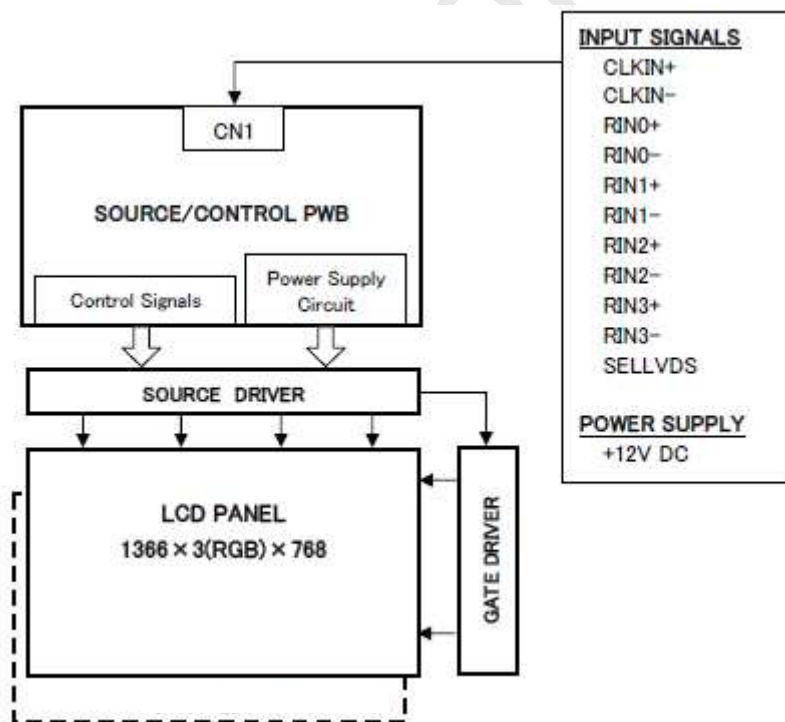 INPUT SIGNALS
CLKIN+
CLKIN-
RIN0+
RIN0-
RIN1+
RIN1-
RIN2+
RIN2-
RIN3+
RIN3-
SELLVDS
POWER SUPPLY
+12V DC
CN1
SOURCE/CONTROL PWB
Control Signals
Power Supply
Circuit
SOURCE DRIVER
LCD PANEL
1366×3(RGB)×768
GATE DRIVER